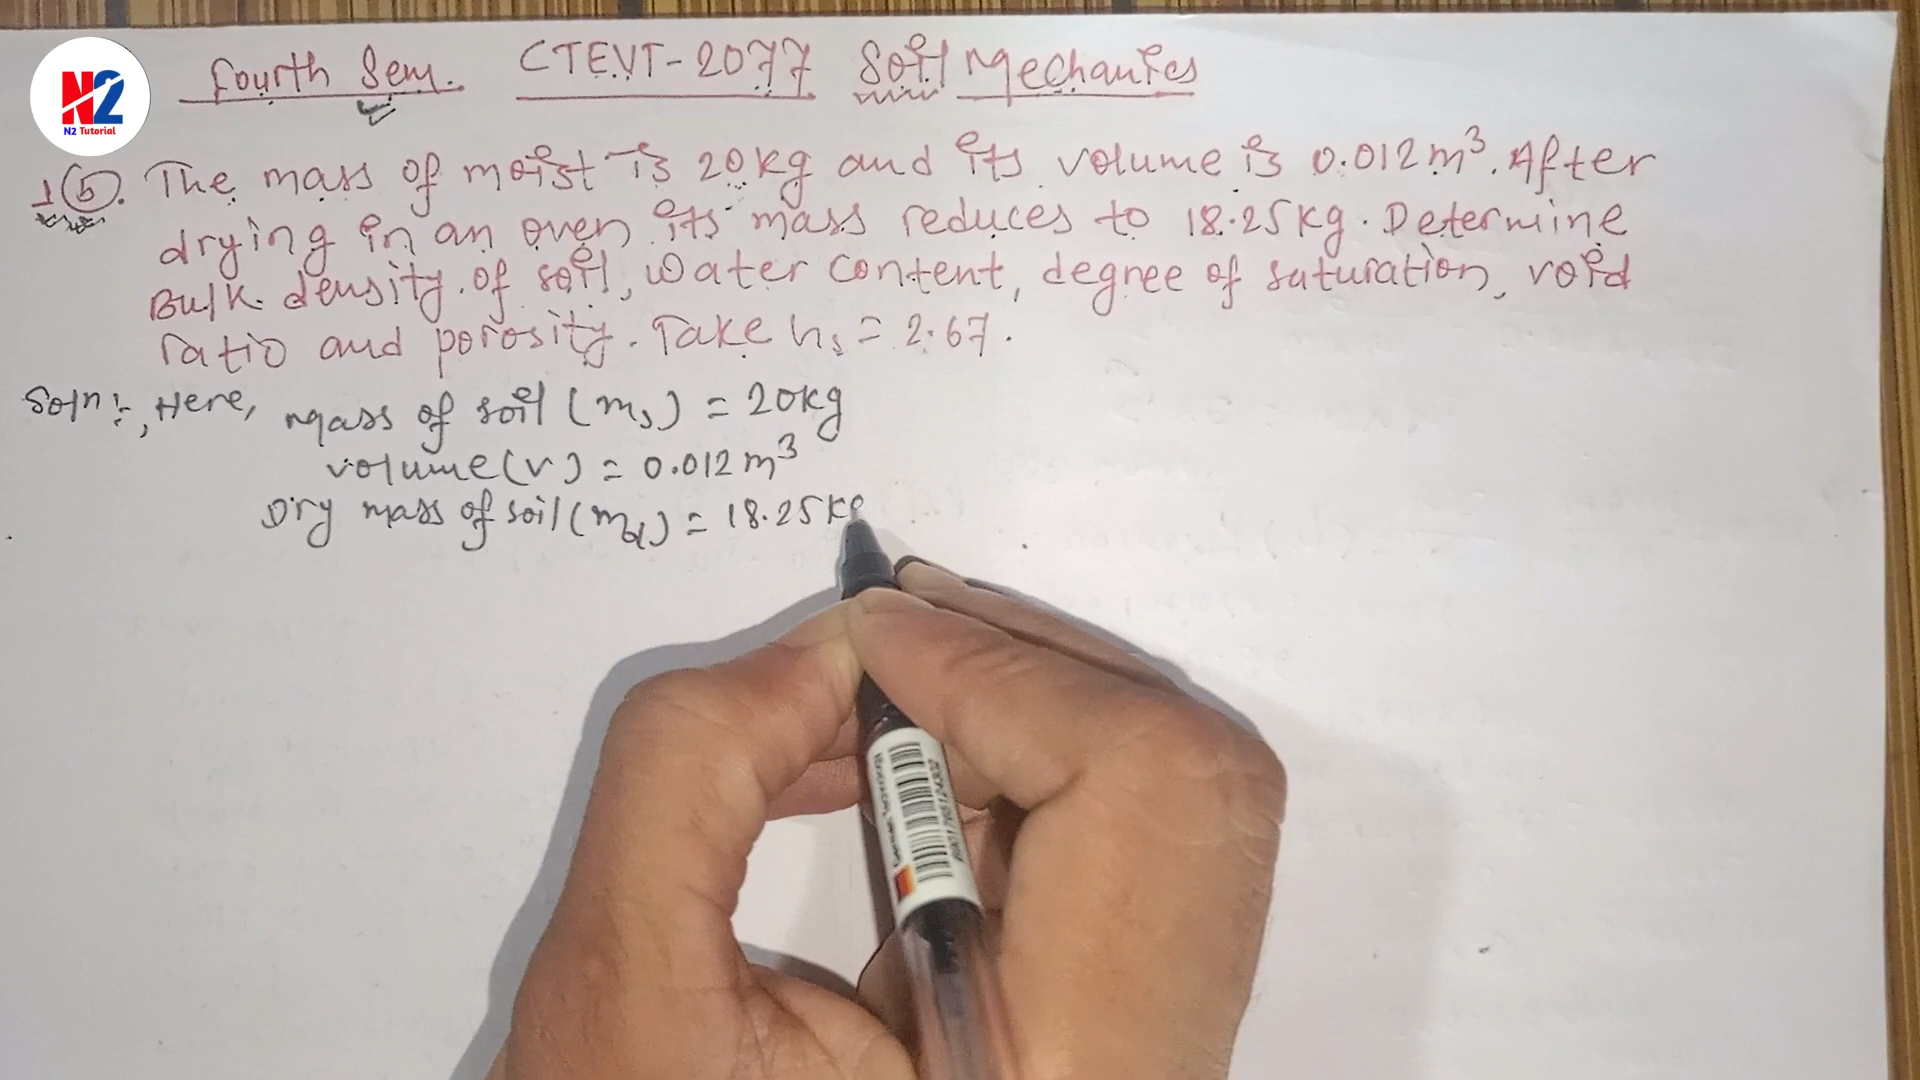 N2
N2 Tutorial
Fourth Sem. CTEVT-2077 Soil Mechanics
1(b). The mass of moist is 20kg and its volume is 0.012m³. After
drying in an oven its mass reduces to 18.25kg. Determine
Bulk density of soil, water content, degree of saturation, void
ratio and porosity. Take hs = 2.67.
Soln:-, Here, mass of soil (ms) = 20kg
volume(v) = 0.012m³
Dry mass of soil(md) = 18.25kg